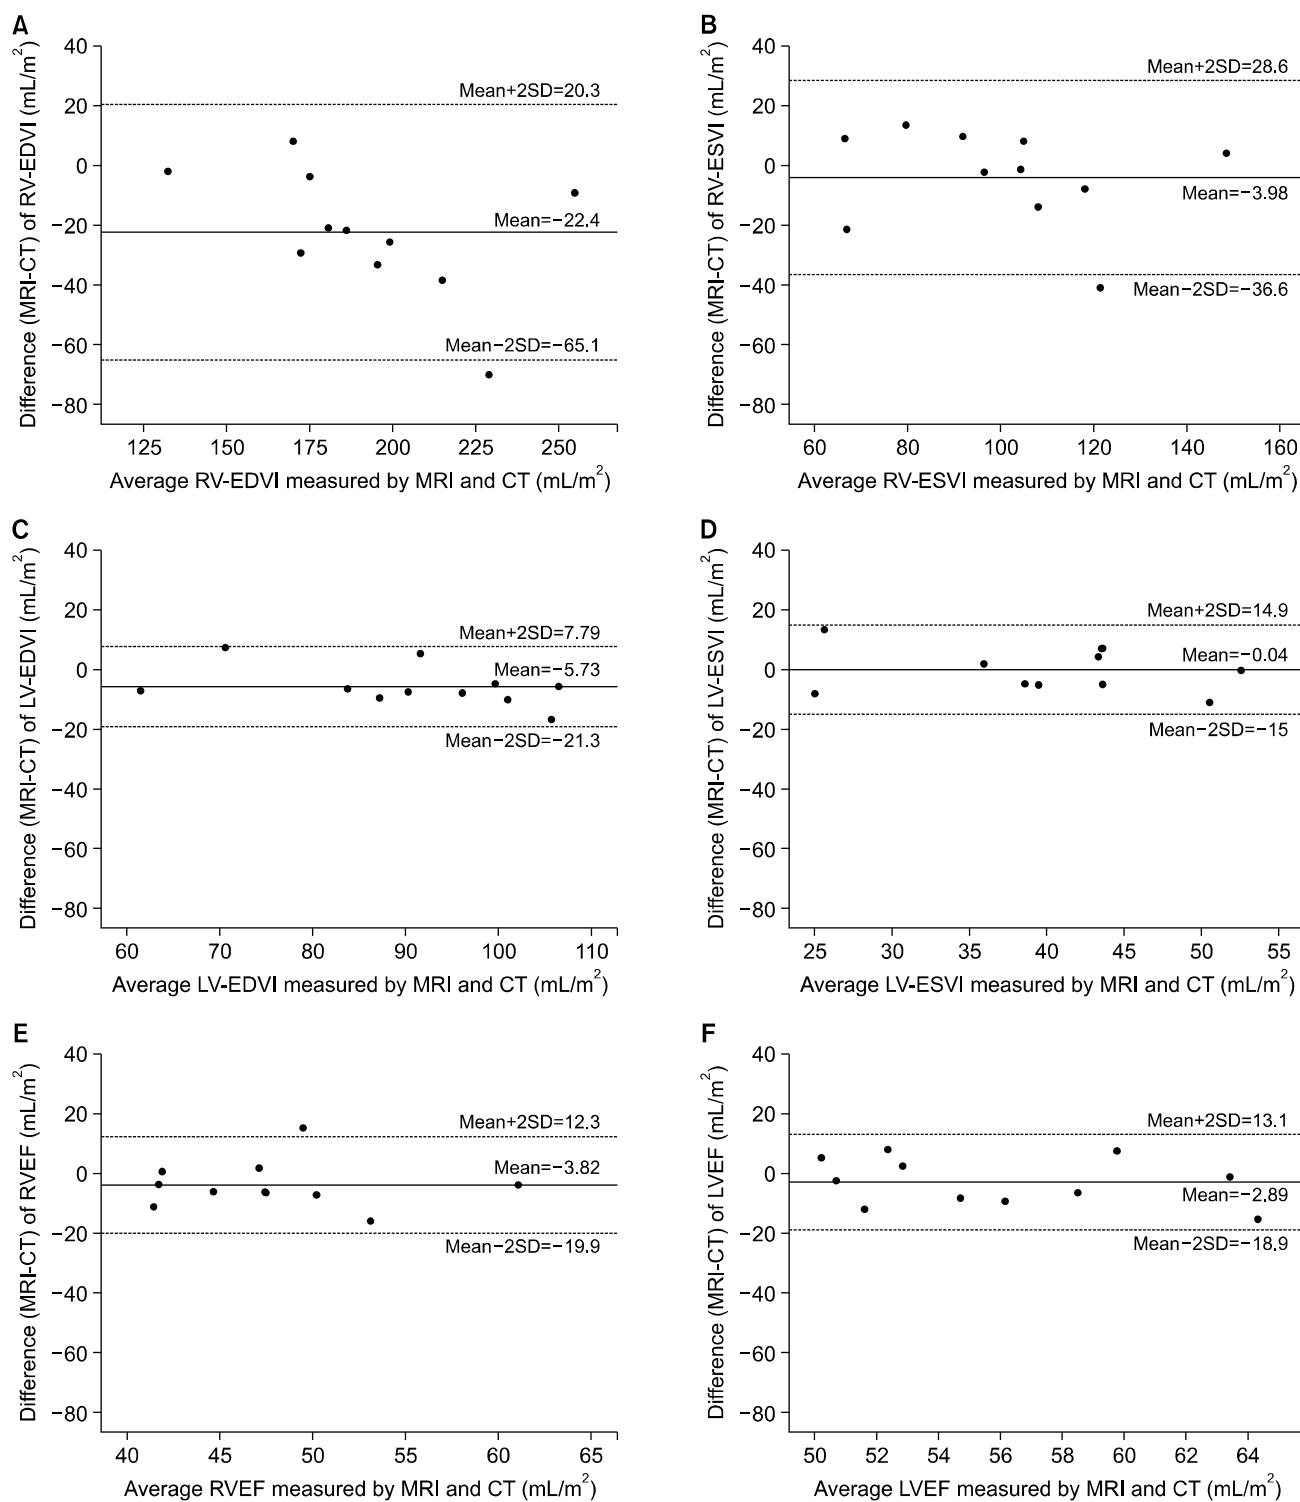 A
Difference (MRI-CT) of RV-EDVI (mL/m²)
40
20
0
−20
−40
−60
−80
Mean+2SD=20.3
Mean=−22.4
Mean−2SD=−65.1
125 150 175 200 225 250
Average RV-EDVI measured by MRI and CT (mL/m²)
B
Difference (MRI-CT) of RV-ESVI (mL/m²)
40
20
0
−20
−40
−60
−80
Mean+2SD=28.6
Mean=−3.98
Mean−2SD=−36.6
60 80 100 120 140 160
Average RV-ESVI measured by MRI and CT (mL/m²)
C
Difference (MRI-CT) of LV-EDVI (mL/m²)
40
20
0
−20
−40
−60
−80
Mean+2SD=7.79
Mean=−5.73
Mean−2SD=−21.3
60 70 80 90 100 110
Average LV-EDVI measured by MRI and CT (mL/m²)
D
Difference (MRI-CT) of LV-ESVI (mL/m²)
40
20
0
−20
−40
−60
−80
Mean+2SD=14.9
Mean=−0.04
Mean−2SD=−15
25 30 35 40 45 50 55
Average LV-ESVI measured by MRI and CT (mL/m²)
E
Difference (MRI-CT) of RVEF (mL/m²)
40
20
0
−20
−40
−60
−80
Mean+2SD=12.3
Mean=−3.82
Mean−2SD=−19.9
40 45 50 55 60 65
Average RVEF measured by MRI and CT (mL/m²)
F
Difference (MRI-CT) of LVEF (mL/m²)
40
20
0
−20
−40
−60
−80
Mean+2SD=13.1
Mean=−2.89
Mean−2SD=−18.9
50 52 54 56 58 60 62 64
Average LVEF measured by MRI and CT (mL/m²)